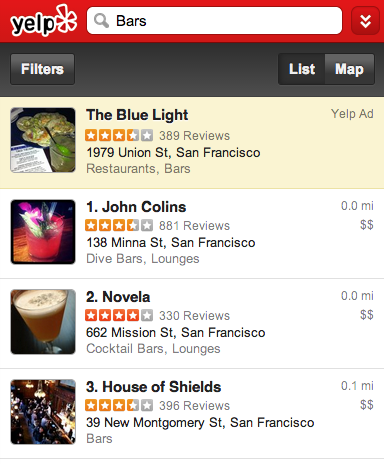 yelp
Bars
Filters
List Map
The Blue Light
Yelp Ad
389 Reviews
1979 Union St, San Francisco
Restaurants, Bars
1. John Colins
0.0 mi
881 Reviews
$$
138 Minna St, San Francisco
Dive Bars, Lounges
2. Novela
0.0 mi
330 Reviews
$$
662 Mission St, San Francisco
Cocktail Bars, Lounges
3. House of Shields
0.1 mi
396 Reviews
$$
39 New Montgomery St, San Francisco
Bars